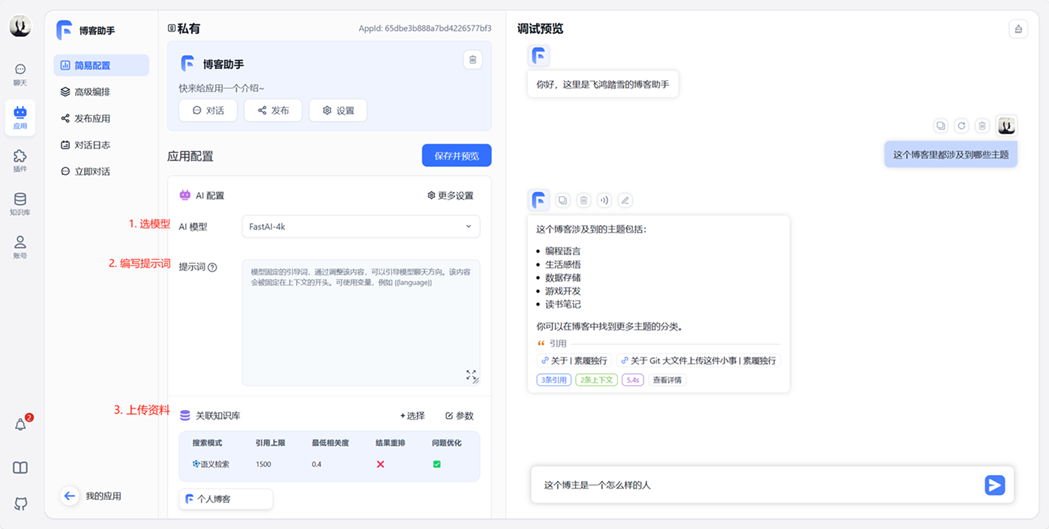 聊天
应用
插件
知识库
账号
2
博客助手
简易配置
高级编排
发布应用
对话日志
立即对话
我的应用
私有
AppId: 65dbe3b888a7bd4226577bf3
博客助手
快来给应用一个介绍~
对话 发布 设置
应用配置 保存并预览
AI 配置 更多设置
1. 选模型 AI 模型 FastAI-4k
2. 编写提示词 提示词
模型固定的引导词，通过调整该内容，可以引导模型聊天方向。该内容
会被固定在上下文的开头。可使用变量，例如 {{language}}
3. 上传资料 关联知识库 +选择 参数
搜索模式 引用上限 最低相关度 结果重排 问题优化
语义检索 1500 0.4
个人博客
调试预览
你好，这里是飞鸿踏雪的博客助手
这个博客里都涉及到哪些主题
这个博客涉及到的主题包括：
编程语言
生活感悟
数据存储
游戏开发
读书笔记
你可以在博客中找到更多主题的分类。
引用
关于 | 素履独行 关于 Git 大文件上传这件小事 | 素履独行
3条引用 2条上下文 5.4s 查看详情
这个博主是一个怎么样的人